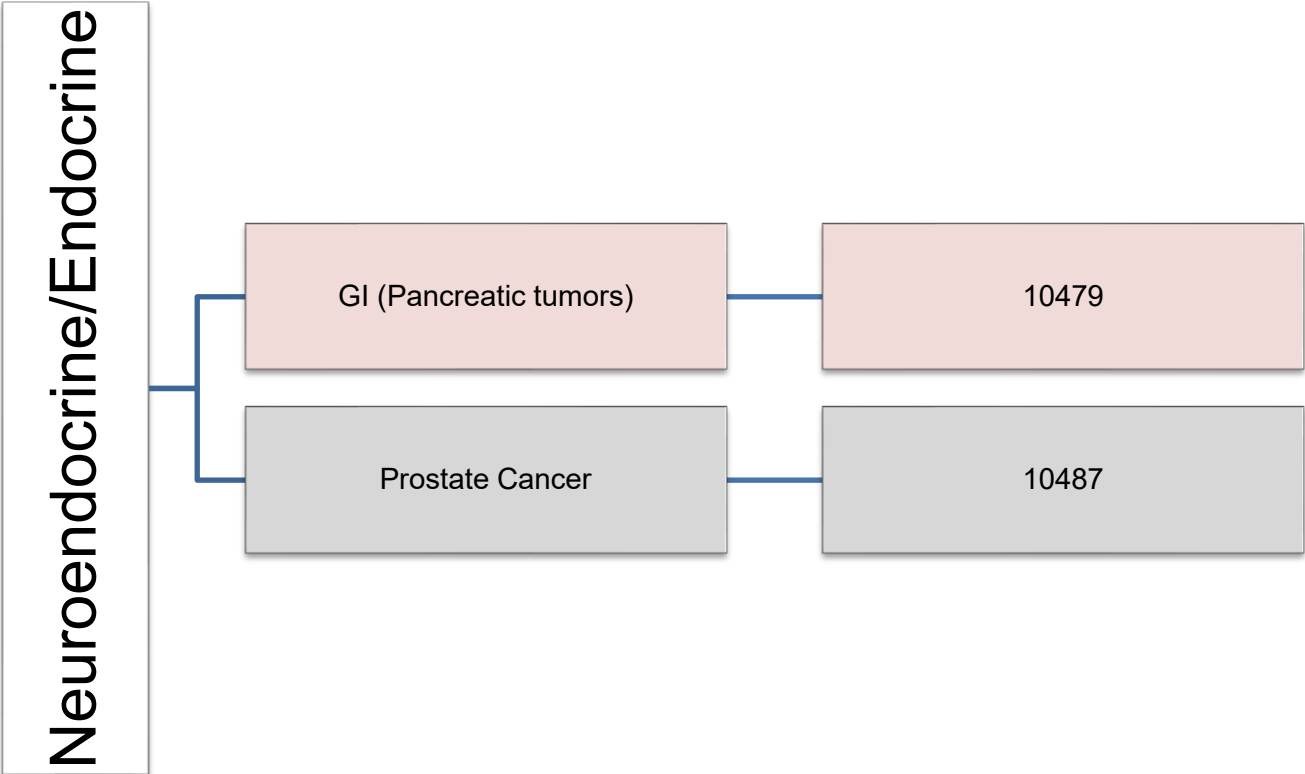 Neuroendocrine/Endocrine
GI (Pancreatic tumors)
10479
Prostate Cancer
10487